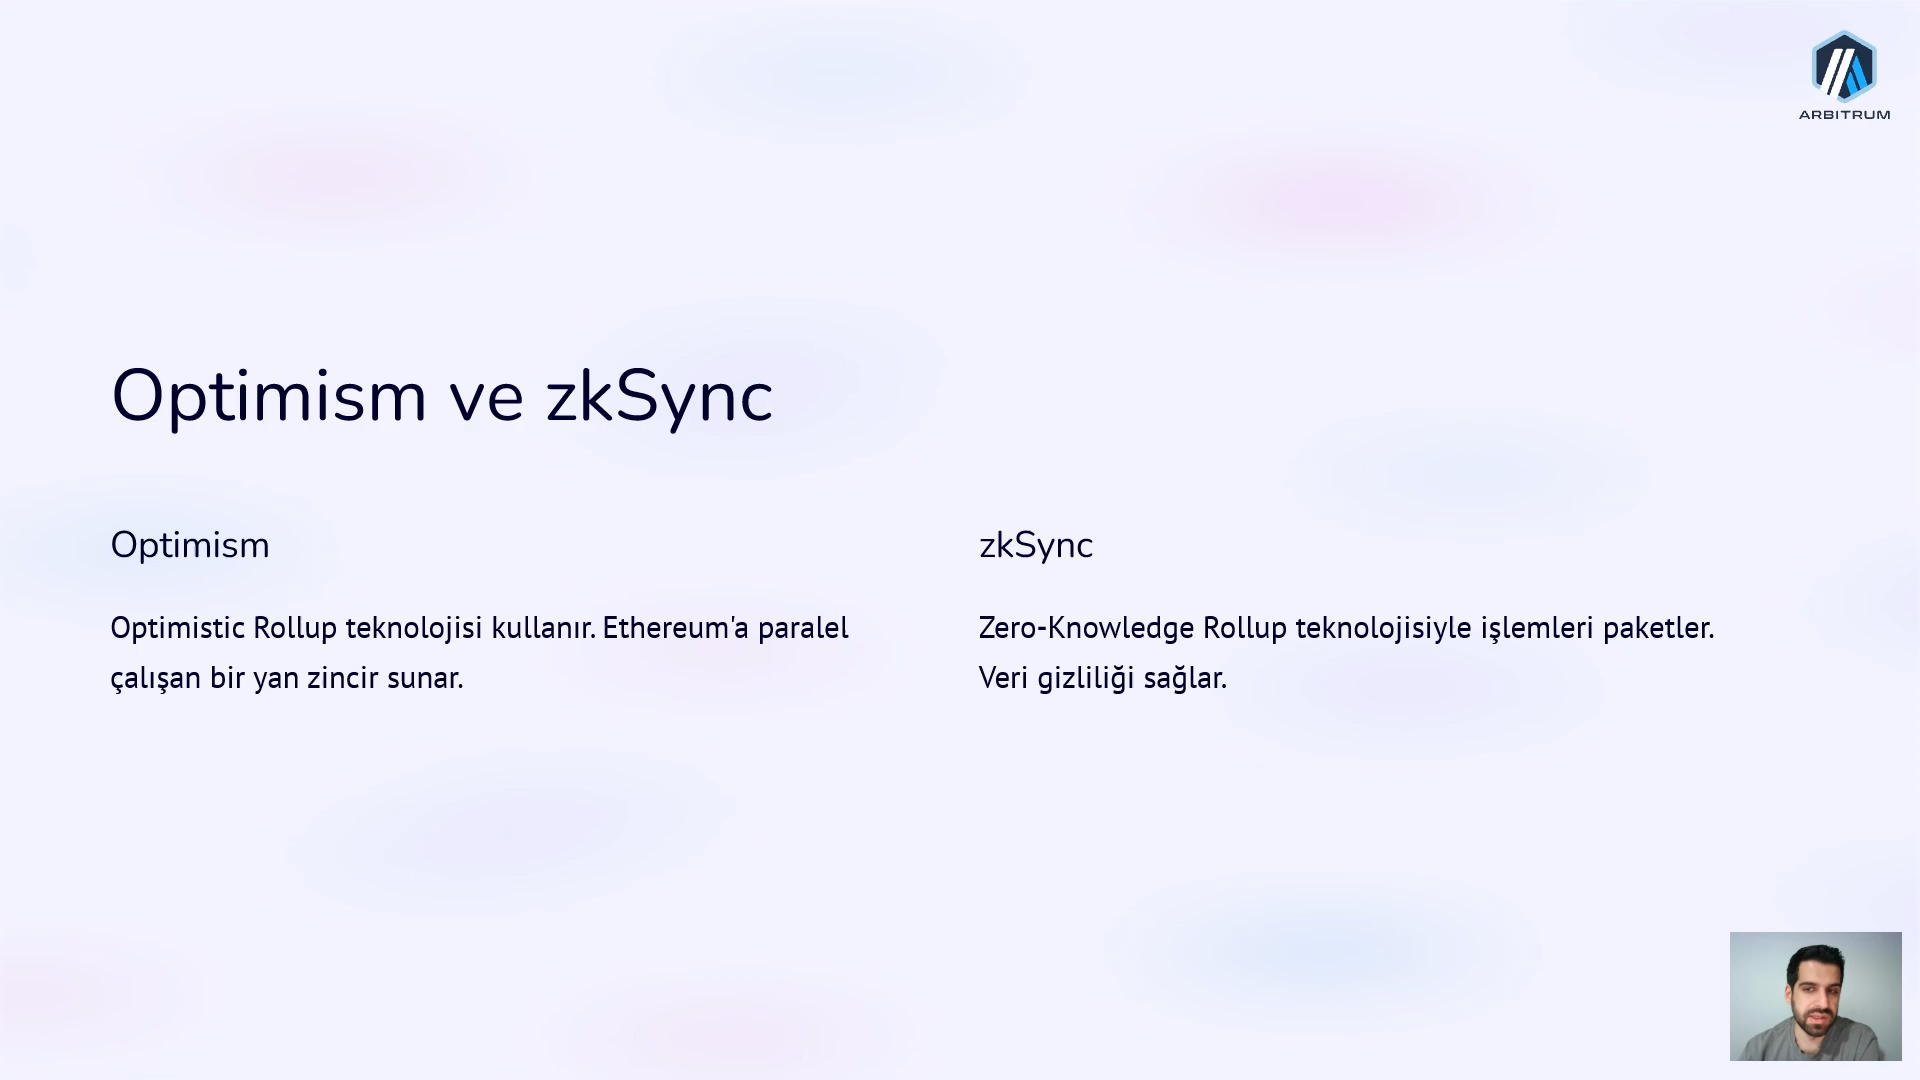 ARBITRUM
Optimism ve zkSync
Optimism
Optimistic Rollup teknolojisi kullanır. Ethereum'a paralel
çalışan bir yan zincir sunar.
zkSync
Zero-Knowledge Rollup teknolojisiyle işlemleri paketler.
Veri gizliliği sağlar.